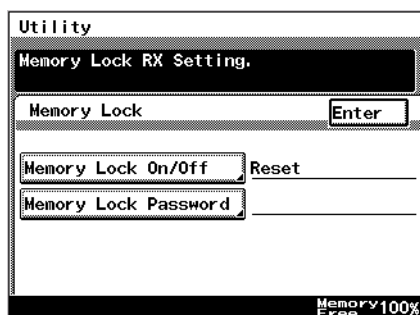 Utility
Memory Lock RX Setting.
Memory Lock
Enter
Memory Lock On/Off Reset
Memory Lock Password
Memory
Free 100%